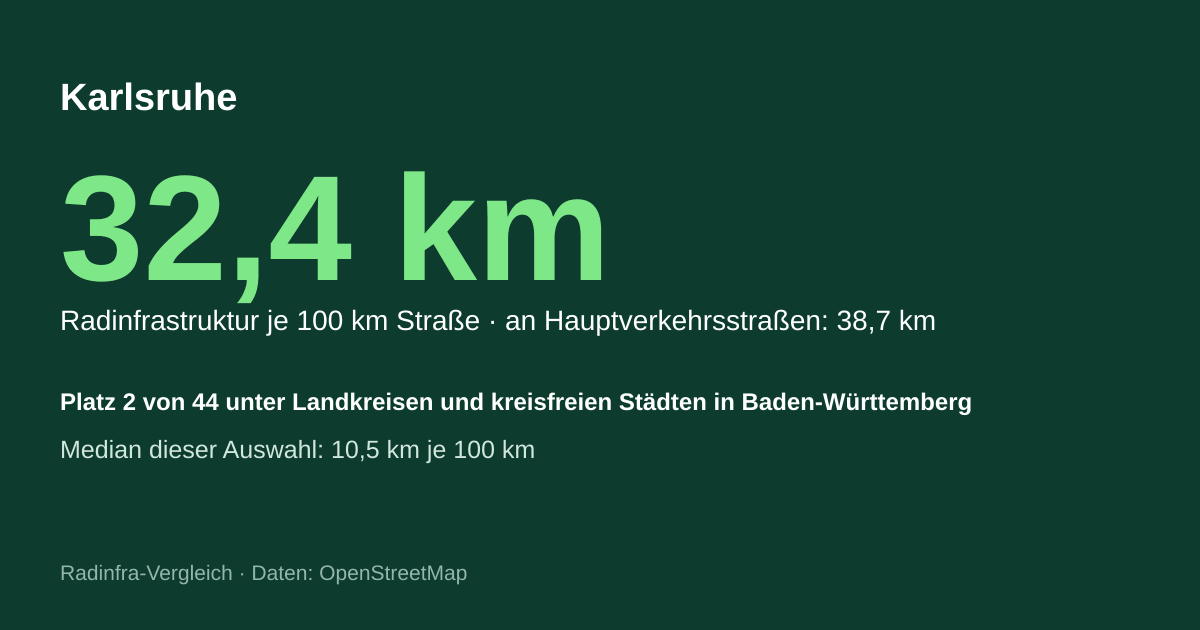 Karlsruhe
32,4 km
Radinfrastruktur je 100 km Straße · an Hauptverkehrsstraßen: 38,7 km
Platz 2 von 44 unter Landkreisen und kreisfreien Städten in Baden-Württemberg
Median dieser Auswahl: 10,5 km je 100 km
Radinfra-Vergleich · Daten: OpenStreetMap